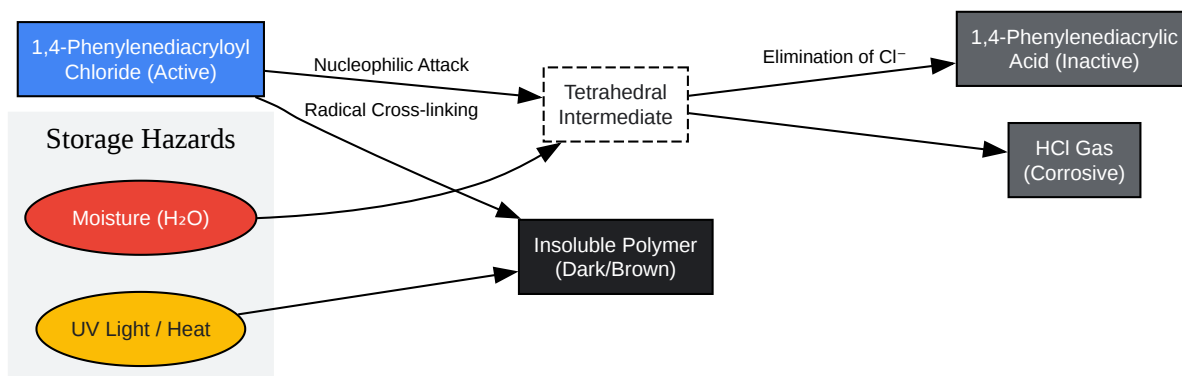 1,4-Phenylenediacryloyl
Chloride (Active)
Nucleophilic Attack
Radical Cross-linking
Storage Hazards
Moisture (H₂O)
UV Light / Heat
Tetrahedral
Intermediate
Insoluble Polymer
(Dark/Brown)
Elimination of Cl⁻
1,4-Phenylenediacrylic
Acid (Inactive)
HCl Gas
(Corrosive)